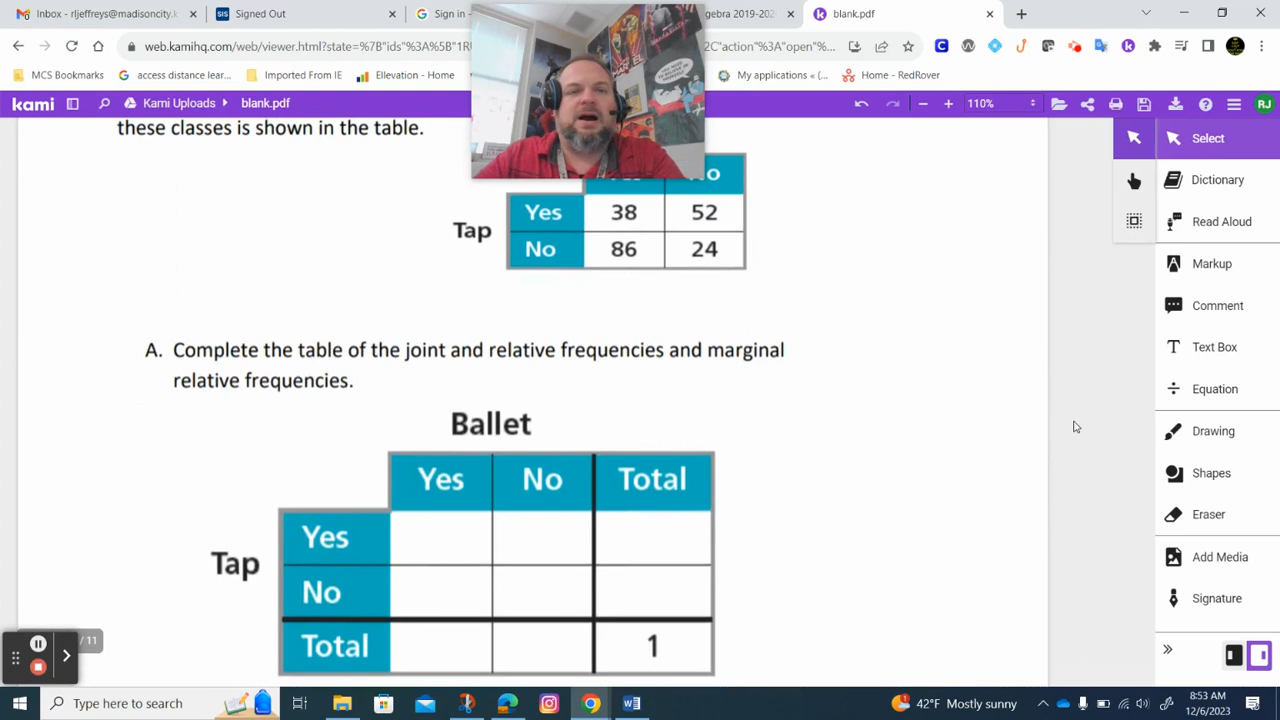 Inbox - rljeffreys@madisoncity.k
Signed Out
Sign in -
gebra 2019-202
blank.pdf
web.kamihq.com/web/viewer.html?state=%7B"ids"%3A%5B"1R
2C"action"%3A"open"%...
MCS Bookmarks
access distance lear...
Imported From IE
Ellevation - Home
My applications « (...
Home - RedRover
kami
Kami Uploads
blank.pdf
110%
RJ
these classes is shown in the table.
Tap
Yes 38 52
No 86 24
A. Complete the table of the joint and relative frequencies and marginal
relative frequencies.
Ballet
Yes No Total
Tap
Yes
No
Total 1
/ 11
Select
Dictionary
Read Aloud
Markup
Comment
Text Box
Equation
Drawing
Shapes
Eraser
Add Media
Signature
Type here to search
42°F Mostly sunny
8:53 AM
12/6/2023